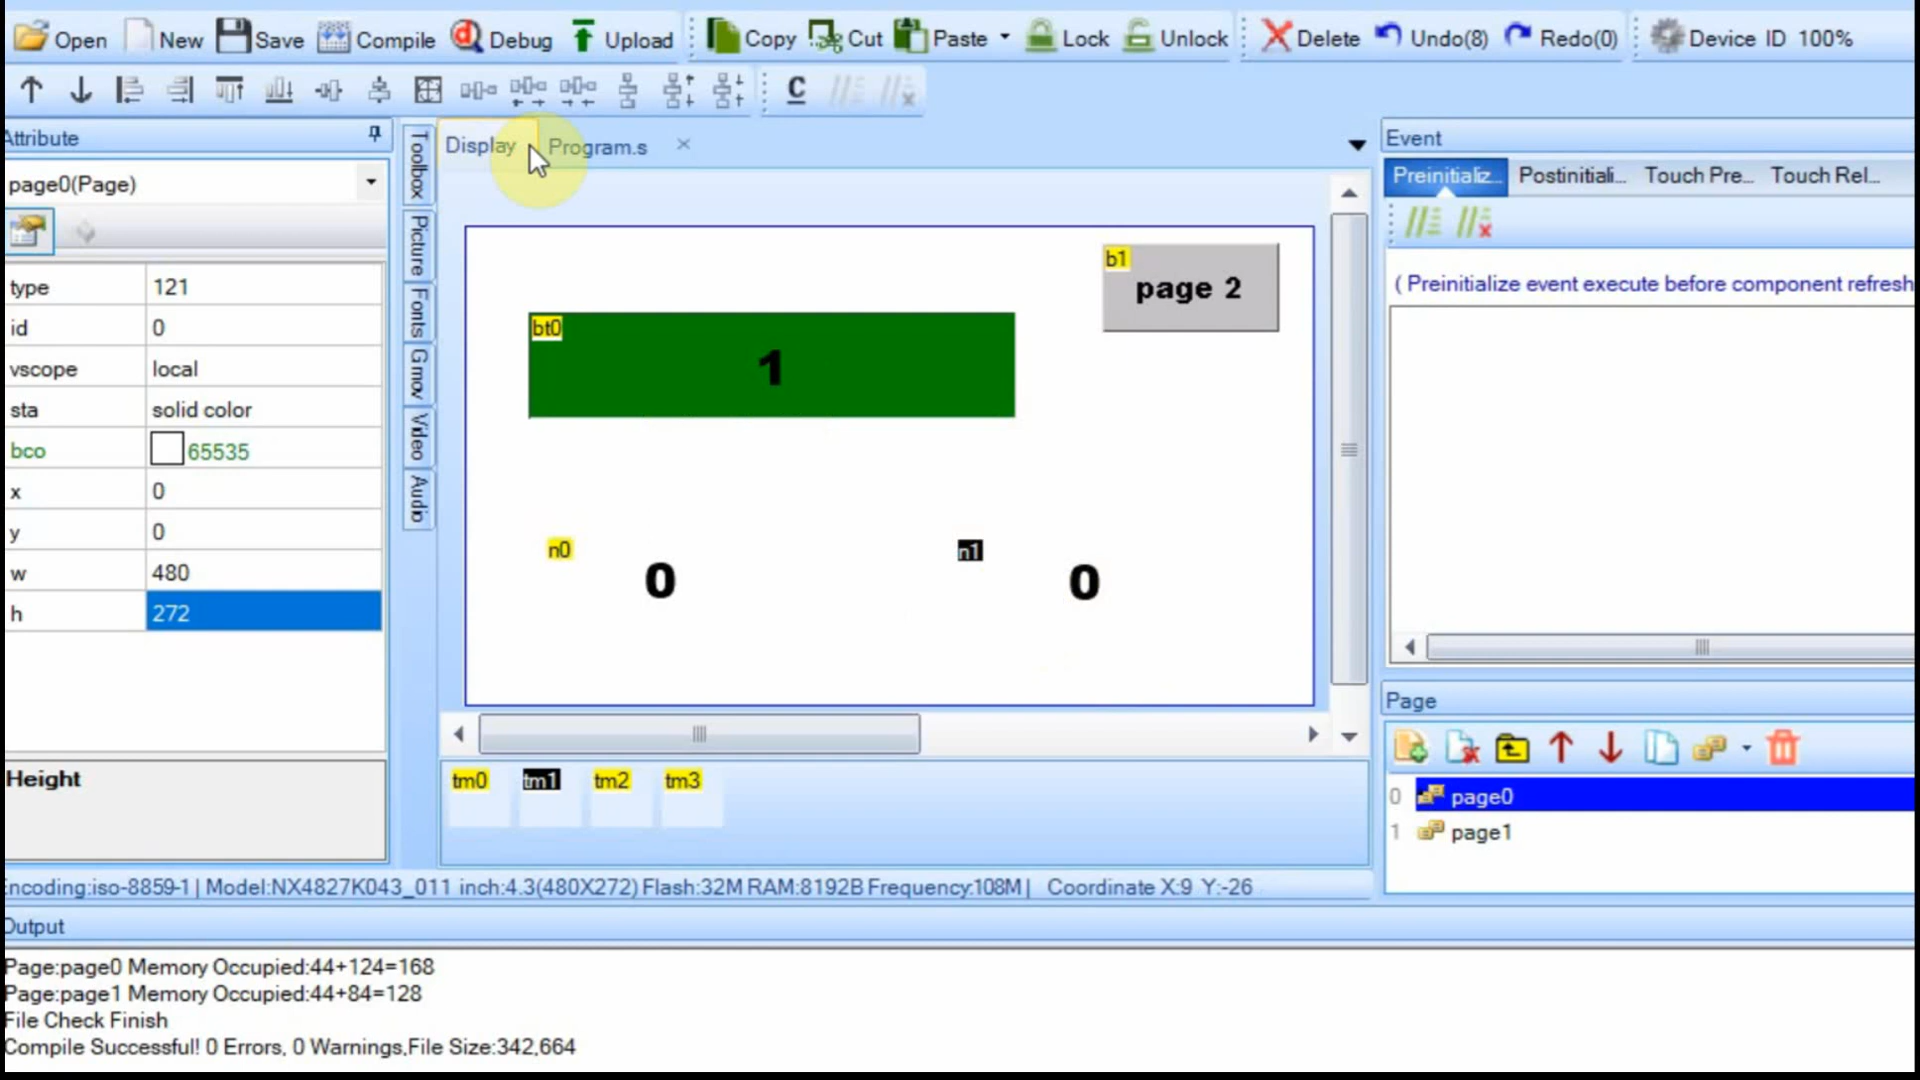 Open New Save Compile Debug Upload Copy Cut Paste Lock Unlock Delete Undo(8) Redo(0) Device ID 100%
C
Attribute
page0(Page)
type 121
id 0
vscope local
sta solid color
bco 65535
x 0
y 0
w 480
h 272
Height
Toolbox
Picture
Fonts
Gmov
Video
Audio
Display Program.s
b1
page 2
bt0
1
n0
0
n1
0
tm0 tm1 tm2 tm3
Event
Preinitializ... Postinitiali... Touch Pre... Touch Rel...
( Preinitialize event execute before component refresh
Page
0 page0
1 page1
ncoding:iso-8859-1 | Model:NX4827K043_011 inch:4.3(480X272) Flash:32M RAM:8192B Frequency:108M | Coordinate X:9 Y:-26
Output
Page:page0 Memory Occupied:44+124=168
Page:page1 Memory Occupied:44+84=128
File Check Finish
Compile Successful! 0 Errors, 0 Warnings,File Size:342,664